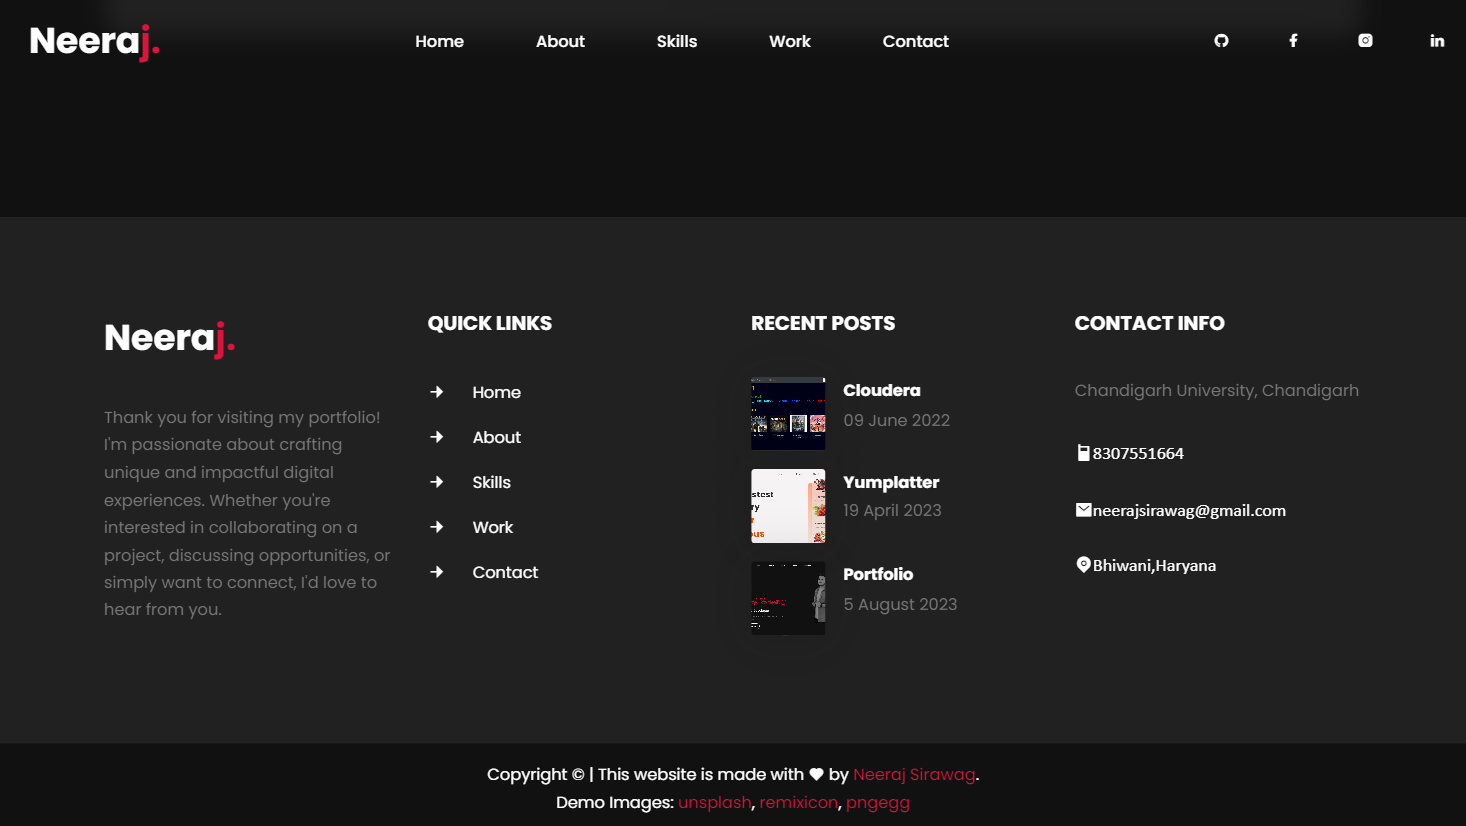 Neeraj.
Home
About
Skills
Work
Contact
Neeraj.
Thank you for visiting my portfolio!
I'm passionate about crafting
unique and impactful digital
experiences. Whether you're
interested in collaborating on a
project, discussing opportunities, or
simply want to connect, I'd love to
hear from you.
QUICK LINKS
Home
About
Skills
Work
Contact
RECENT POSTS
Cloudera
09 June 2022
Yumplatter
19 April 2023
Portfolio
5 August 2023
CONTACT INFO
Chandigarh University, Chandigarh
8307551664
neerajsirawag@gmail.com
Bhiwani,Haryana
Copyright © | This website is made with ❤ by Neeraj Sirawag.
Demo Images: unsplash, remixicon, pngegg